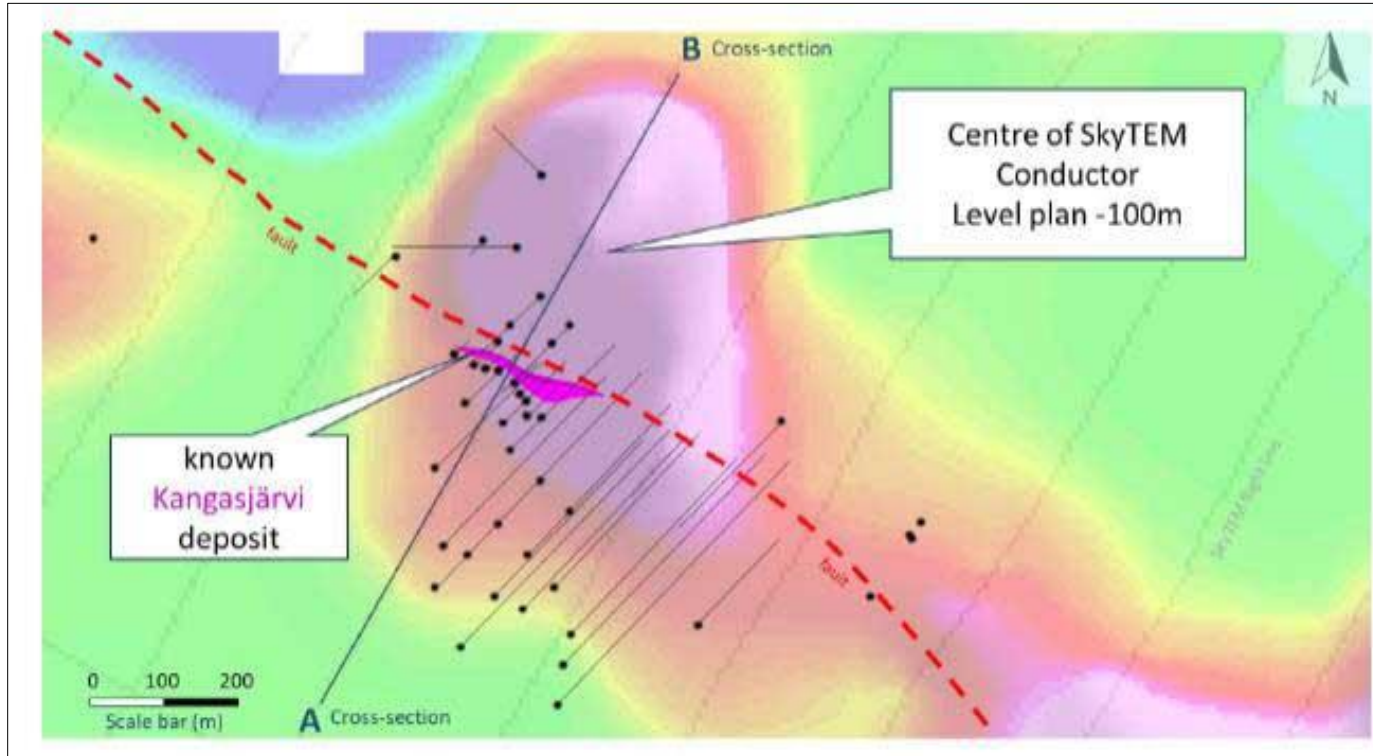 B Cross-section
N
Centre of SkyTEM
Conductor
Level plan -100m
fault
known
Kangasjärvi
deposit
fault
SkyTEM flight line
0 100 200
Scale bar (m)
A Cross-section